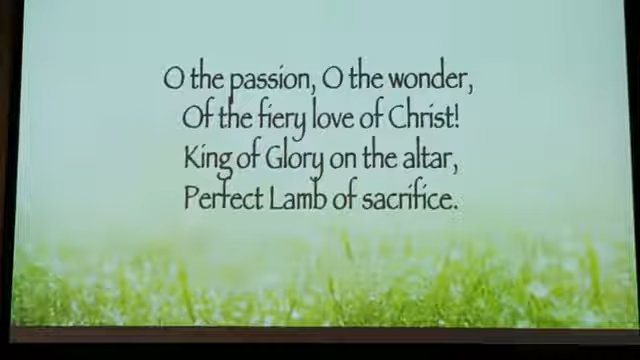 O the passion, O the wonder,
Of the fiery love of Christ!
King of Glory on the altar,
Perfect Lamb of sacrifice.